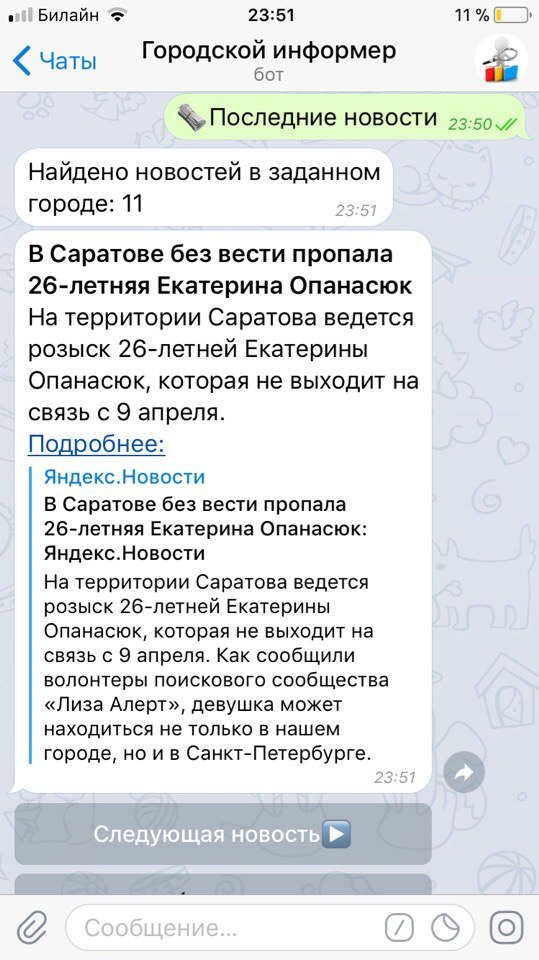 Билайн 23:51 11 %
Чаты
Городской информер
бот
Последние новости 23:50
Найдено новостей в заданном
городе: 11
23:51
В Саратове без вести пропала
26-летняя Екатерина Опанасюк
На территории Саратова ведется
розыск 26-летней Екатерины
Опанасюк, которая не выходит на
связь с 9 апреля.
Подробнее:
Яндекс.Новости
В Саратове без вести пропала
26-летняя Екатерина Опанасюк:
Яндекс.Новости
На территории Саратова ведется
розыск 26-летней Екатерины
Опанасюк, которая не выходит на
связь с 9 апреля. Как сообщили
волонтеры поискового сообщества
«Лиза Алерт», девушка может
находиться не только в нашем
городе, но и в Санкт-Петербурге.
23:51
Следующая новость
Сообщение...